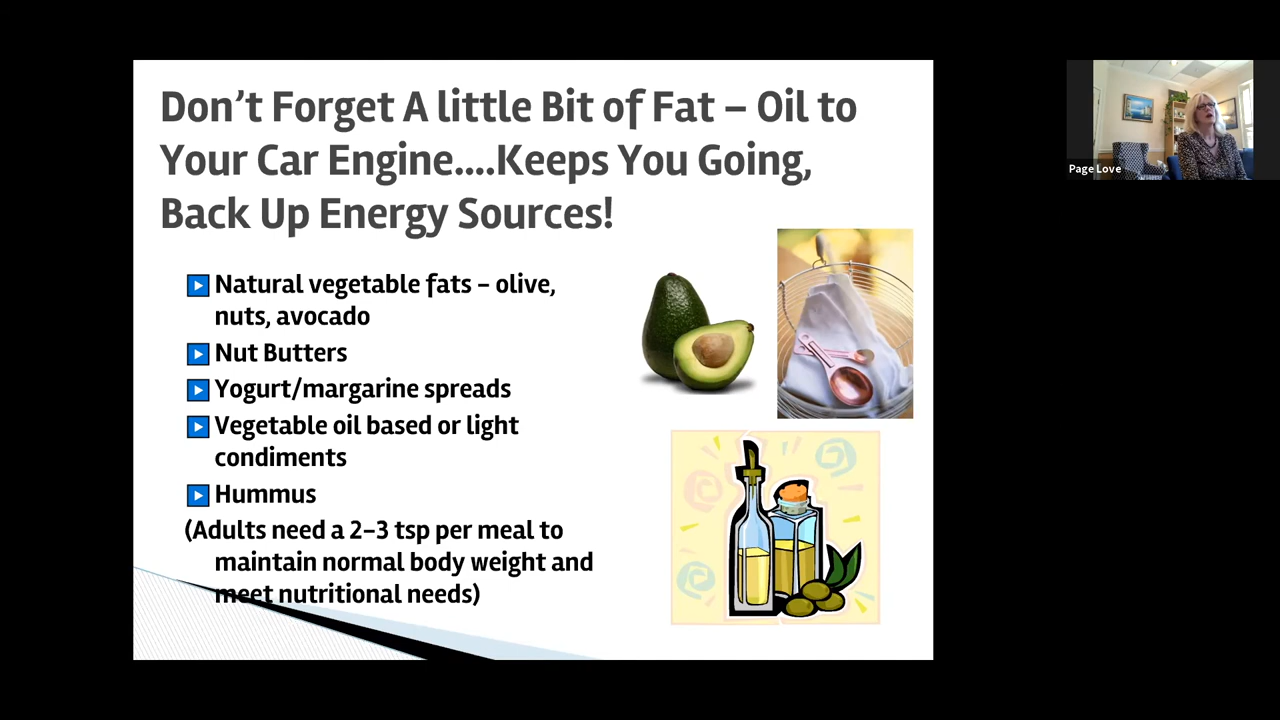 Don’t Forget A little Bit of Fat – Oil to
Your Car Engine....Keeps You Going,
Back Up Energy Sources!
Natural vegetable fats – olive,
nuts, avocado
Nut Butters
Yogurt/margarine spreads
Vegetable oil based or light
condiments
Hummus
(Adults need a 2–3 tsp per meal to
maintain normal body weight and
meet nutritional needs)
Page Love